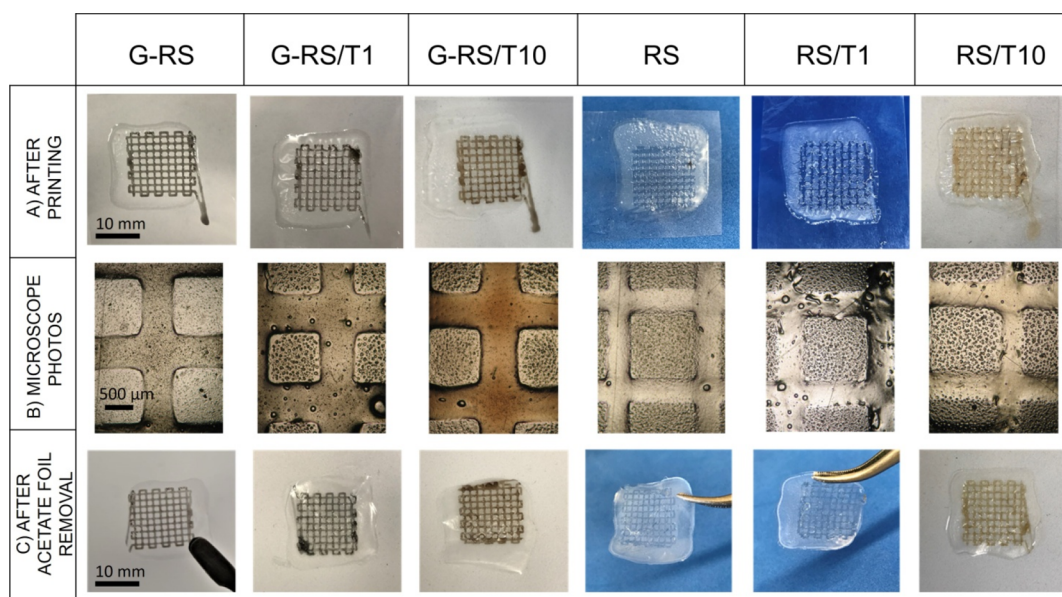 G-RS
G-RS/T1
G-RS/T10
RS
RS/T1
RS/T10
A) AFTER
PRINTING
10 mm
B) MICROSCOPE
PHOTOS
500 µm
C) AFTER
ACETATE FOIL
REMOVAL
10 mm